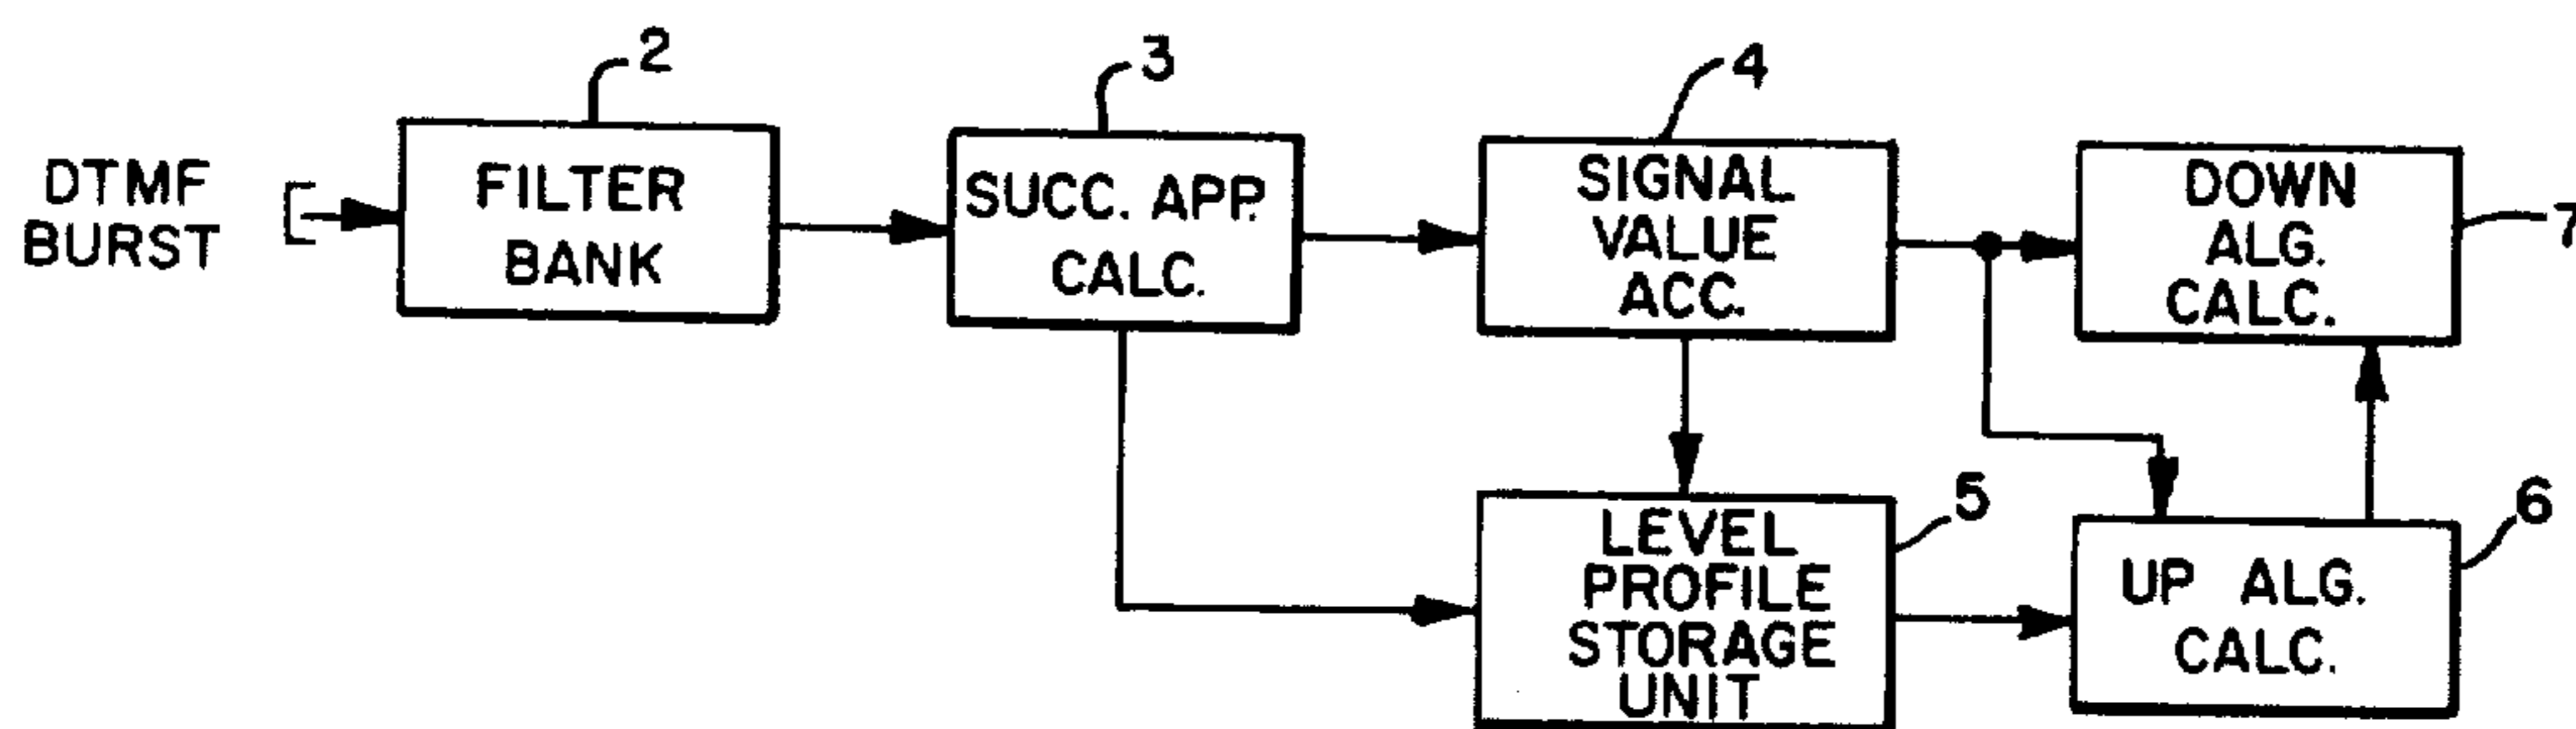 2
3
4
DTMF
BURST
FILTER
BANK
SUCC. APP.
CALC.
SIGNAL
VALUE
ACC.
DOWN
ALG.
CALC.
7
LEVEL
PROFILE
STORAGE
UNIT
5
UP ALG.
CALC.
6